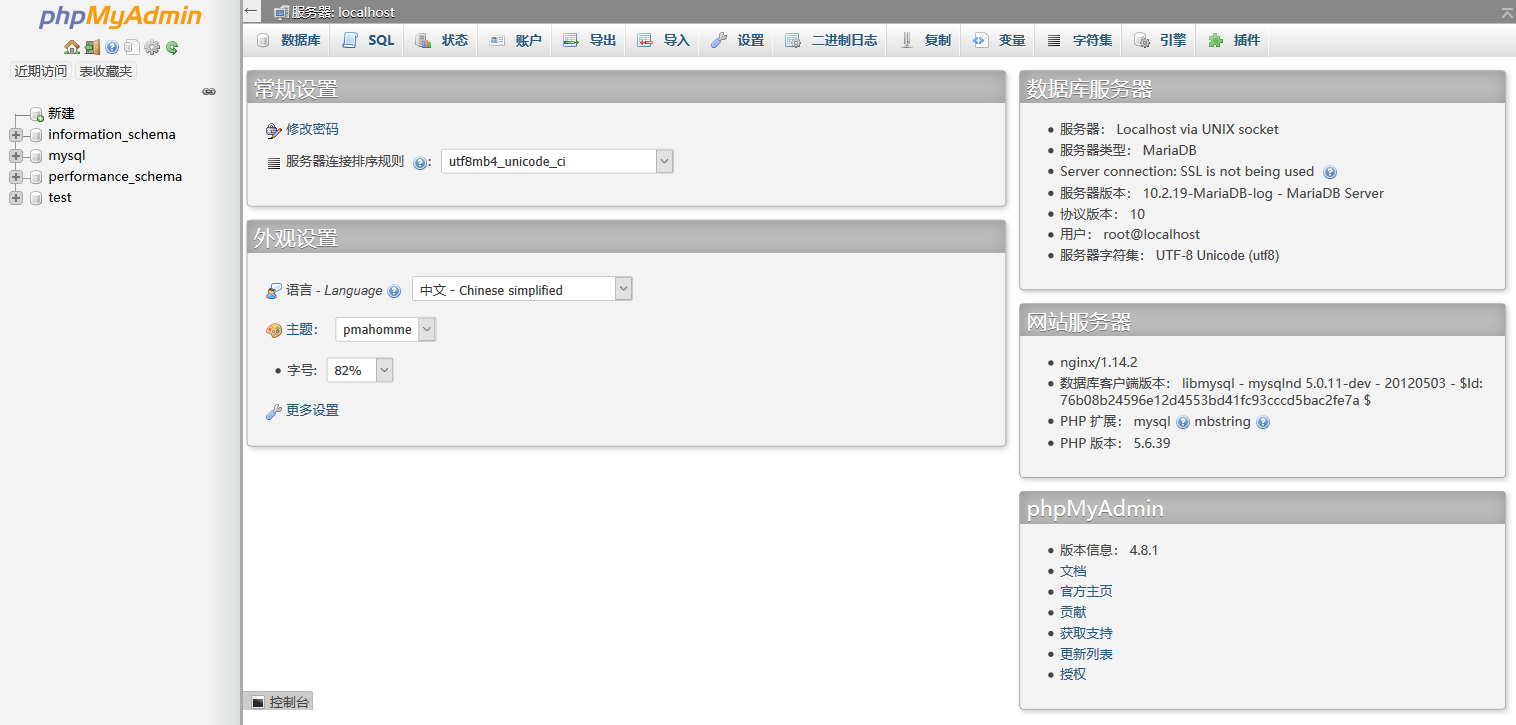 phpMyAdmin
近期访问 表收藏夹
新建
information_schema
mysql
performance_schema
test
← 服务器: localhost
数据库 SQL 状态 账户 导出 导入 设置 二进制日志 复制 变量 字符集 引擎 插件
常规设置
修改密码
服务器连接排序规则 : utf8mb4_unicode_ci
外观设置
语言 - Language 中文 - Chinese simplified
主题: pmahomme
• 字号: 82%
更多设置
控制台
数据库服务器
• 服务器: Localhost via UNIX socket
• 服务器类型: MariaDB
• Server connection: SSL is not being used
• 服务器版本: 10.2.19-MariaDB-log - MariaDB Server
• 协议版本: 10
• 用户: root@localhost
• 服务器字符集: UTF-8 Unicode (utf8)
网站服务器
• nginx/1.14.2
• 数据库客户端版本: libmysql - mysqlnd 5.0.11-dev - 20120503 - $Id:
76b08b24596e12d4553bd41fc93cccd5bac2fe7a $
• PHP 扩展: mysql mbstring
• PHP 版本: 5.6.39
phpMyAdmin
• 版本信息: 4.8.1
• 文档
• 官方主页
• 贡献
• 获取支持
• 更新列表
• 授权